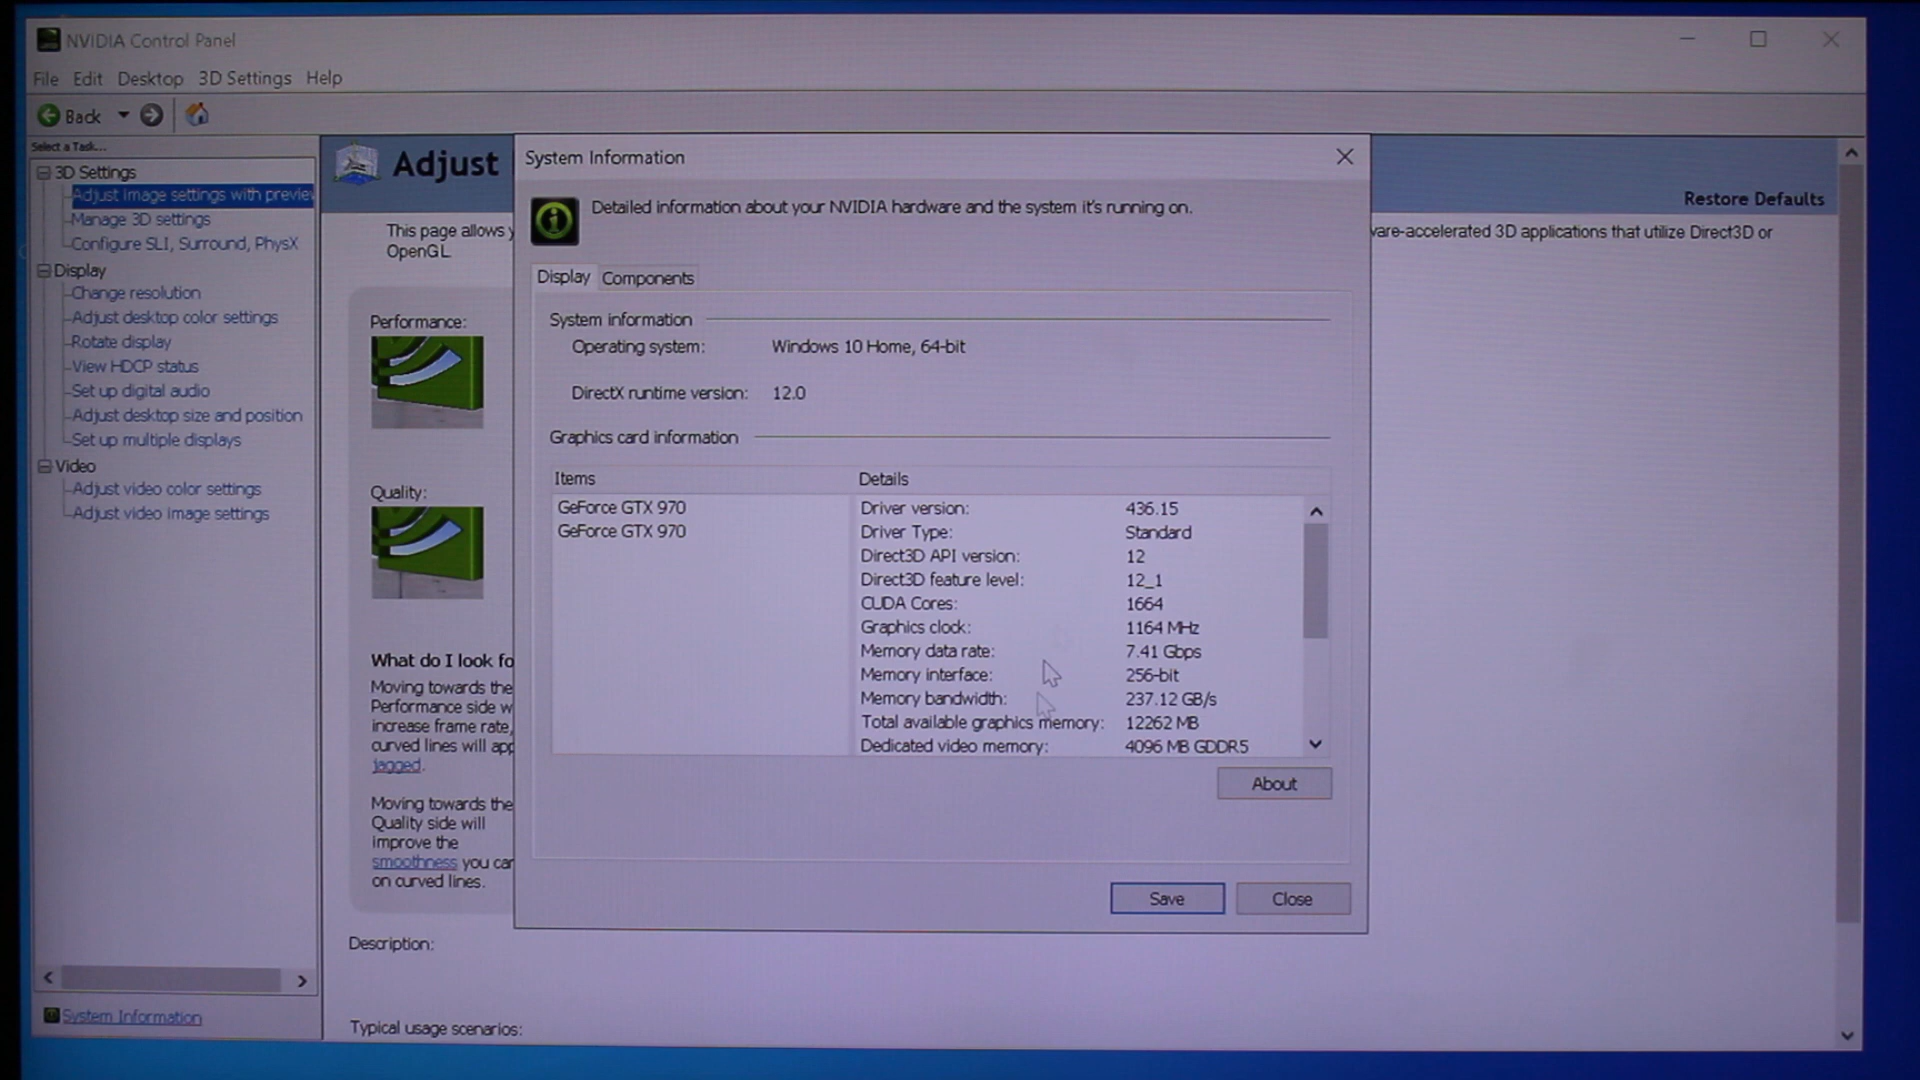 NVIDIA Control Panel
File Edit Desktop 3D Settings Help
Back
Select a Task...
3D Settings
Adjust image settings with preview
Manage 3D settings
Configure SLI, Surround, PhysX
Display
Change resolution
Adjust desktop color settings
Rotate display
View HDCP status
Set up digital audio
Adjust desktop size and position
Set up multiple displays
Video
Adjust video color settings
Adjust video image settings
System Information
Adjust
Restore Defaults
This page allows y
OpenGL
ware-accelerated 3D applications that utilize Direct3D or
Performance:
Quality:
What do I look fo
Moving towards the
Performance side w
increase frame rate,
curved lines will app
jagged.
Moving towards the
Quality side will
improve the
smoothness you can
on curved lines.
Description:
Typical usage scenarios:
System Information
Detailed information about your NVIDIA hardware and the system it's running on.
Display Components
System information
Operating system: Windows 10 Home, 64-bit
DirectX runtime version: 12.0
Graphics card information
Items Details
GeForce GTX 970
GeForce GTX 970
Driver version: 436.15
Driver Type: Standard
Direct3D API version: 12
Direct3D feature level: 12_1
CUDA Cores: 1664
Graphics clock: 1164 MHz
Memory data rate: 7.41 Gbps
Memory interface: 256-bit
Memory bandwidth: 237.12 GB/s
Total available graphics memory: 12262 MB
Dedicated video memory: 4096 MB GDDR5
About
Save Close